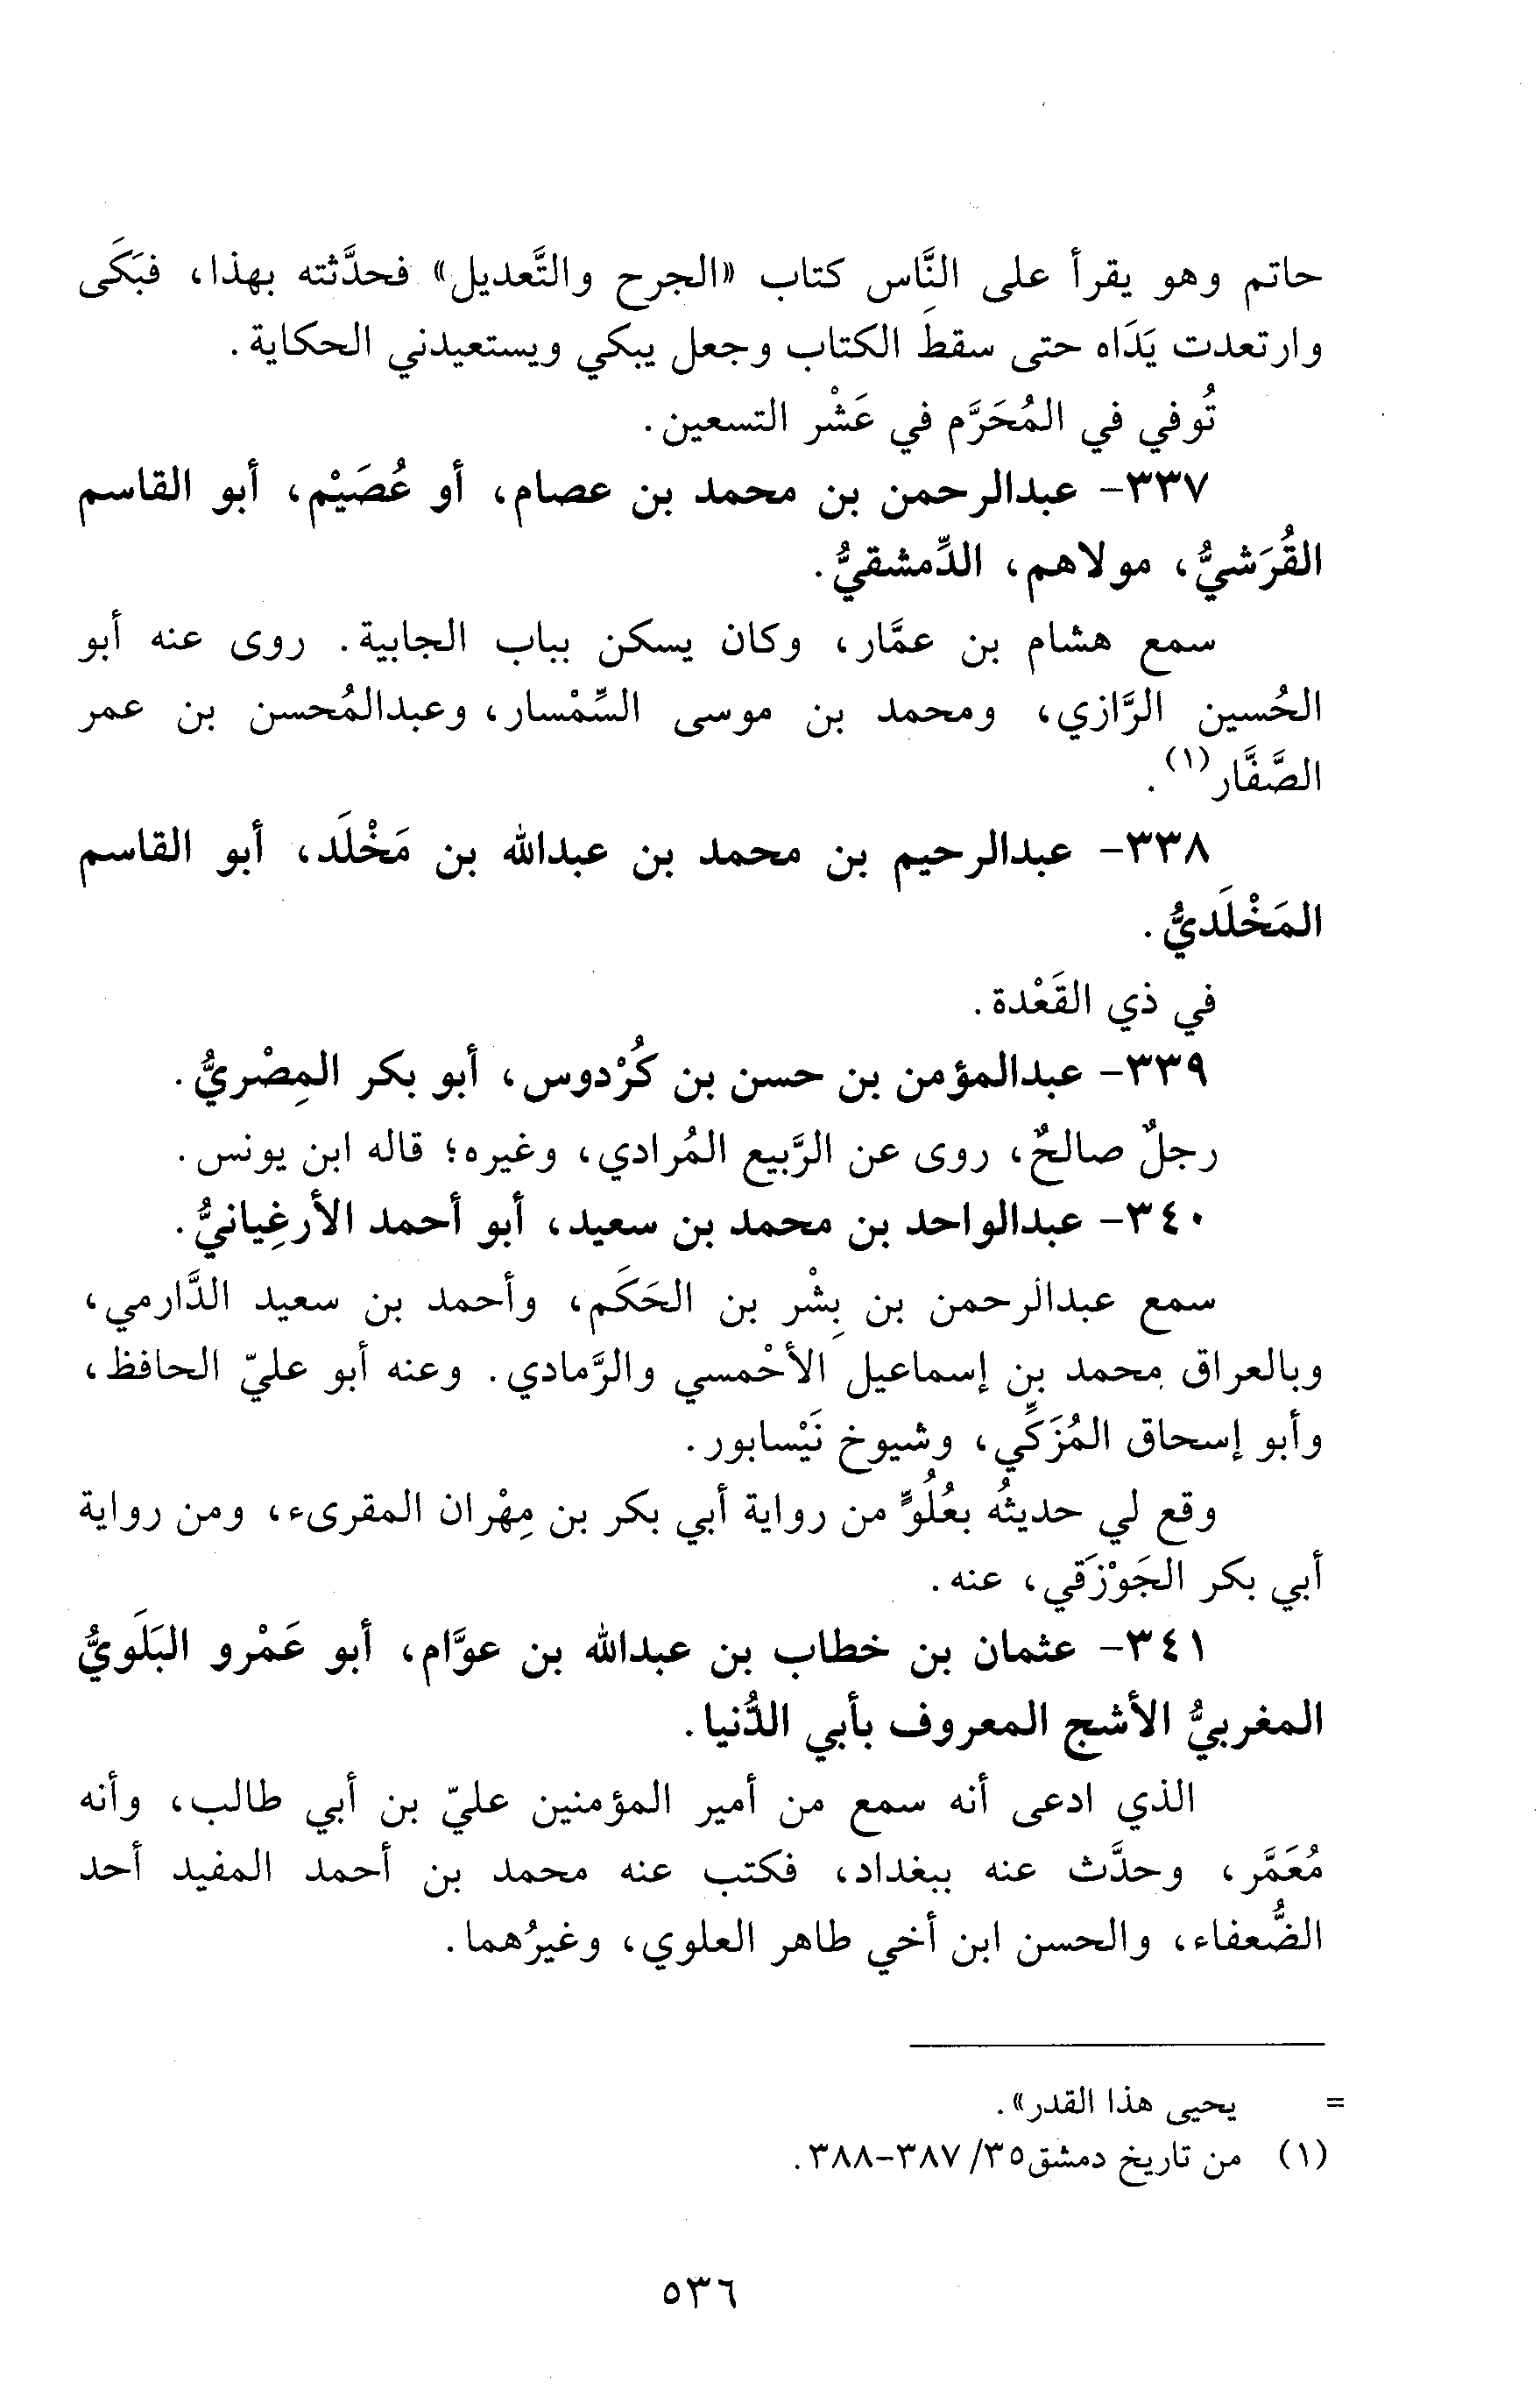 حاتم وهو يقرأ على النَّاس كتاب «الجرح والتَّعديل» فحدَّثته بهذا، فبَكَى
وارتعدت يَدَاه حتى سقطَ الكتاب وجعل يبكي ويستعيدني الحكاية.
تُوفي في المُحَرَّم في عَشْر التسعين.
٣٣٧- عبدالرحمن بن محمد بن عصام، أو عُصَيْم، أبو القاسم
القُرَشيُّ، مولاهم، الدِّمشقيُّ.
سمع هشام بن عمَّار، وكان يسكن بباب الجابية. روى عنه أبو
الحُسين الرَّازي، ومحمد بن موسى السِّمْسار، وعبدالمُحسن بن عمر
الصَّفَّار(١).
٣٣٨- عبدالرحيم بن محمد بن عبدالله بن مَخْلَد، أبو القاسم
المَخْلَديُّ.
في ذي القَعْدة.
٣٣٩- عبدالمؤمن بن حسن بن كُرْدوس، أبو بكر المِصْريُّ.
رجلٌ صالحٌ، روى عن الرَّبيع المُرادي، وغيره؛ قاله ابن يونس.
٣٤٠- عبدالواحد بن محمد بن سعيد، أبو أحمد الأرغِيانيُّ.
سمع عبدالرحمن بن بِشْر بن الحَكَم، وأحمد بن سعيد الدَّارمي،
وبالعراق محمد بن إسماعيل الأحْمسي والرَّمادي. وعنه أبو عليّ الحافظ،
وأبو إسحاق المُزَكِّي، وشيوخ نَيْسابور.
وقع لي حديثُه بعُلُوٍّ من رواية أبي بكر بن مِهْران المقرىء، ومن رواية
أبي بكر الجَوْزَقي، عنه.
٣٤١- عثمان بن خطاب بن عبدالله بن عوَّام، أبو عَمْرو البَلَويُّ
المغربيُّ الأشج المعروف بأبي الدُّنيا.
الذي ادعى أنه سمع من أمير المؤمنين عليّ بن أبي طالب، وأنه
مُعَمَّر، وحدَّث عنه ببغداد، فكتب عنه محمد بن أحمد المفيد أحد
الضُّعفاء، والحسن ابن أخي طاهر العلوي، وغيرُهما.
= يحيى هذا القدر».
(١) من تاريخ دمشق ٣٥/ ٣٨٧-٣٨٨.
٥٣٦